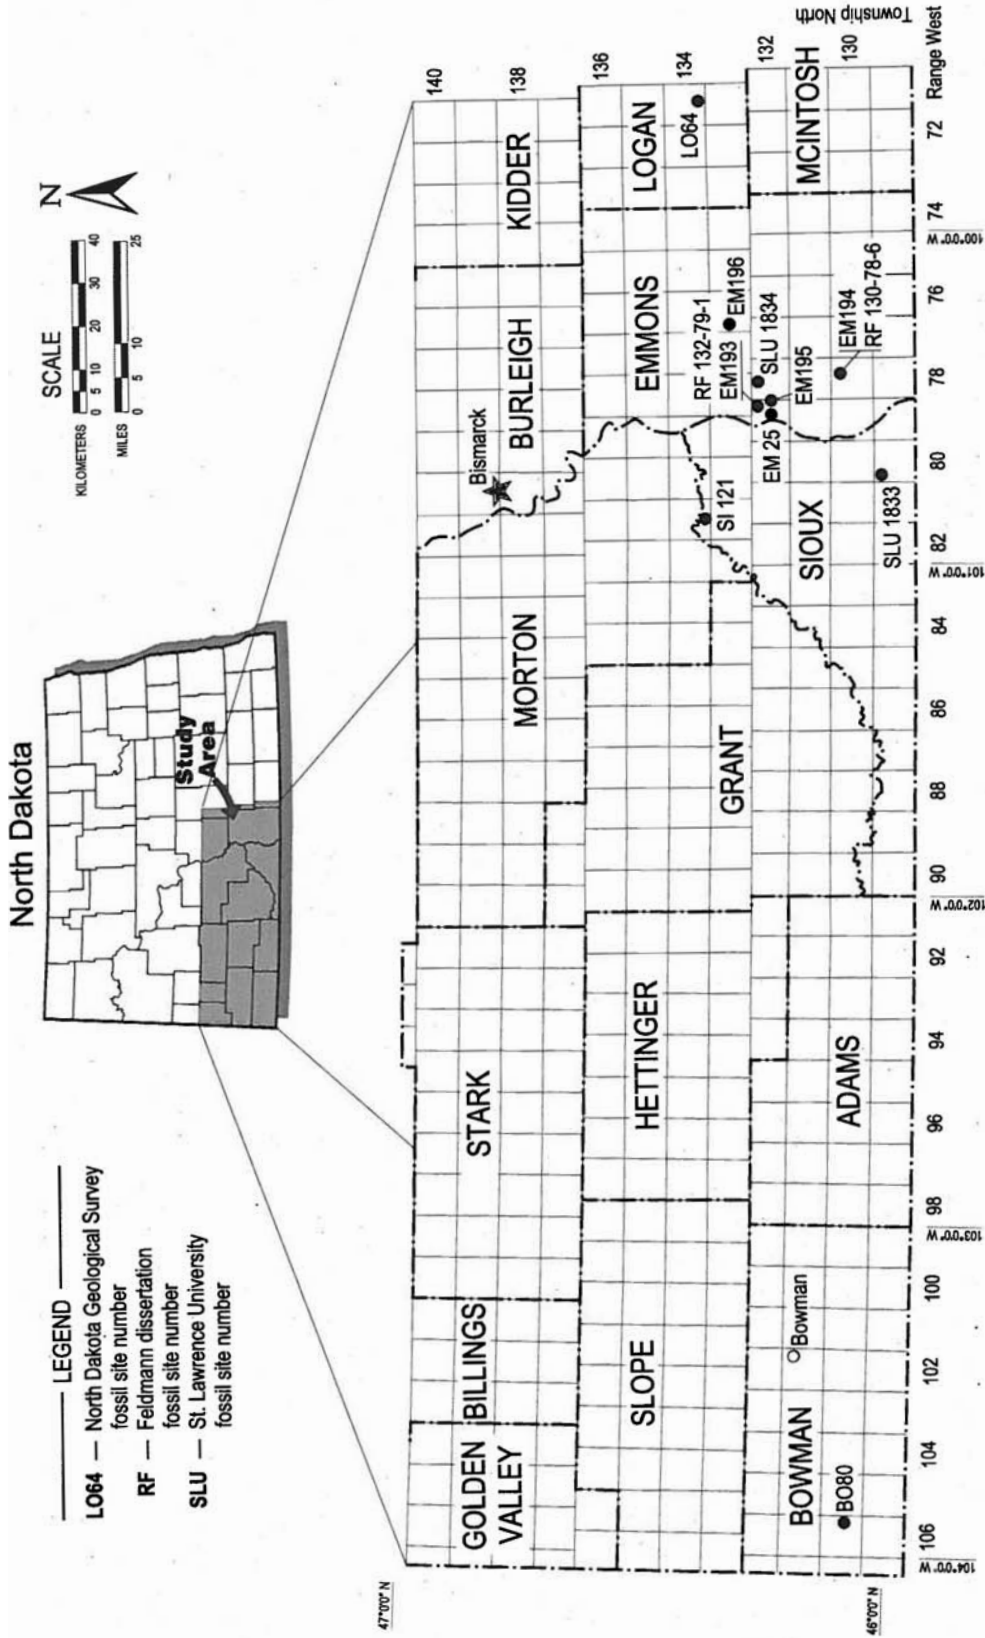 North Dakota
Study
Area
LEGEND
LO64 — North Dakota Geological Survey
fossil site number
RF — Feldmann dissertation
fossil site number
SLU — St. Lawrence University
fossil site number
SCALE
KILOMETERS
0 5 10 20 30 40
MILES
0 5 10 25
N
47°0'0" N
46°0'0" N
GOLDEN
VALLEY
BILLINGS
STARK
MORTON
BURLEIGH
KIDDER
Bismarck
SLOPE
HETTINGER
GRANT
EMMONS
LOGAN
BOWMAN
ADAMS
SIOUX
MCINTOSH
Bowman
BO80
SI 121
RF 132-79-1
EM193
EM196
SLU 1834
EM 25
EM195
EM194
RF 130-78-6
SLU 1833
LO64
140
138
136
134
132
130
Township North
106
104
102
100
98
96
94
92
90
88
86
84
82
80
78
76
74
72
Range West
104°0'0" W
103°0'0" W
102°0'0" W
101°0'0" W
100°0'0" W